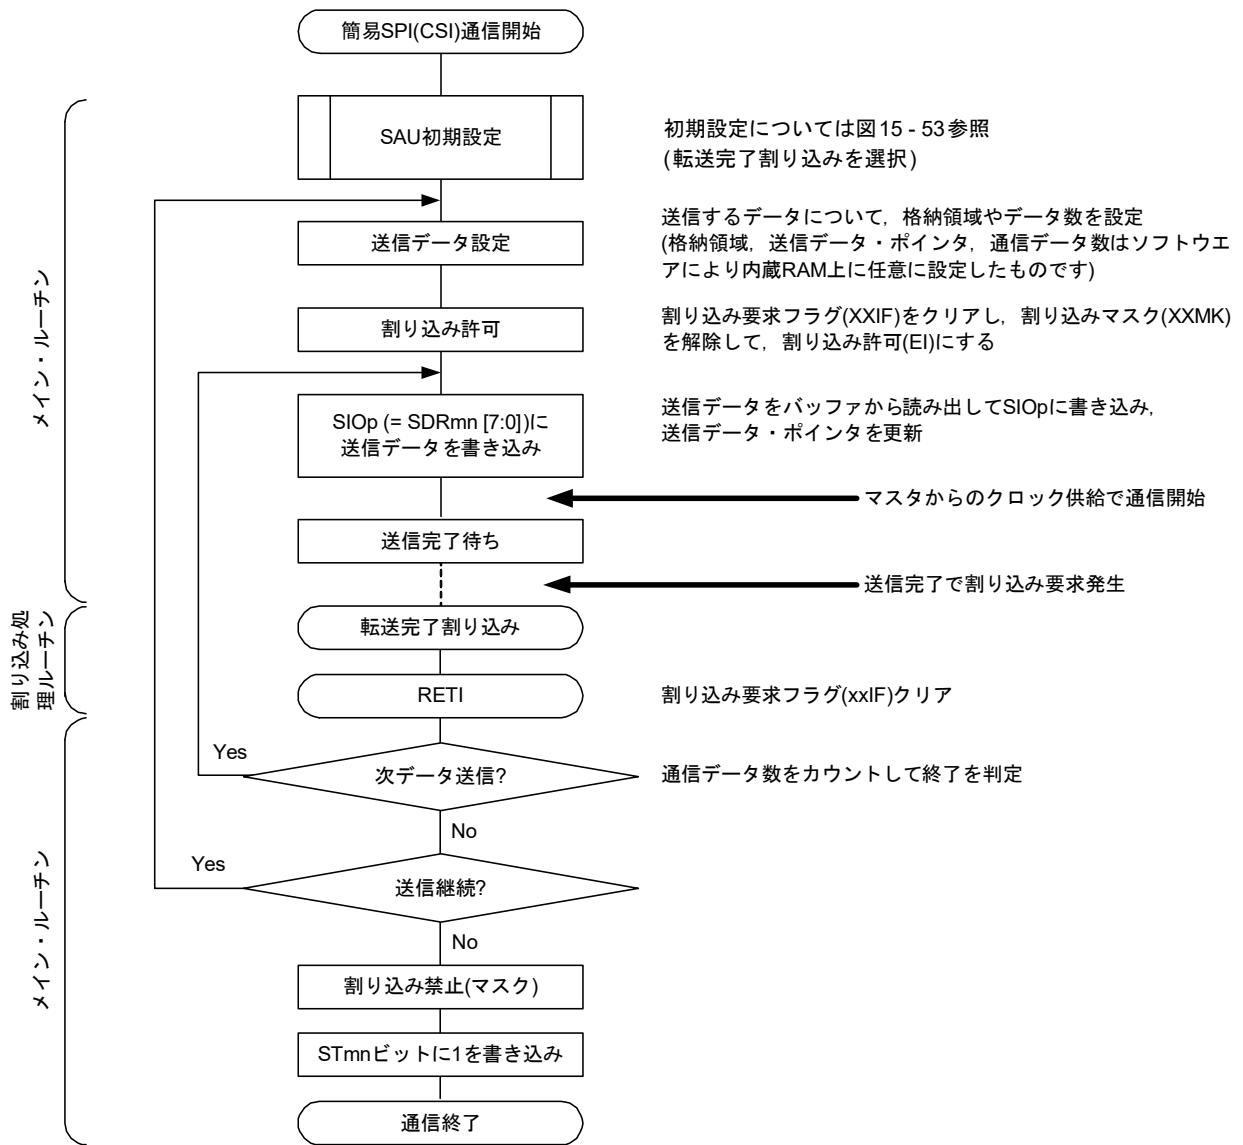 簡易SPI(CSI)通信開始
SAU初期設定
初期設定については図15 - 53参照
(転送完了割り込みを選択)
送信データ設定
送信するデータについて，格納領域やデータ数を設定
(格納領域，送信データ・ポインタ，通信データ数はソフトウエ
アにより内蔵RAM上に任意に設定したものです)
割り込み許可
割り込み要求フラグ(XXIF)をクリアし，割り込みマスク(XXMK)
を解除して，割り込み許可(EI)にする
メイン・ルーチン
SIOp (= SDRmn [7:0])に
送信データを書き込み
送信データをバッファから読み出してSIOpに書き込み，
送信データ・ポインタを更新
マスタからのクロック供給で通信開始
送信完了待ち
送信完了で割り込み要求発生
割り込み処
理ルーチン
転送完了割り込み
RETI
割り込み要求フラグ(xxIF)クリア
Yes
次データ送信?
通信データ数をカウントして終了を判定
No
Yes
送信継続?
No
メイン・ルーチン
割り込み禁止(マスク)
STmnビットに1を書き込み
通信終了